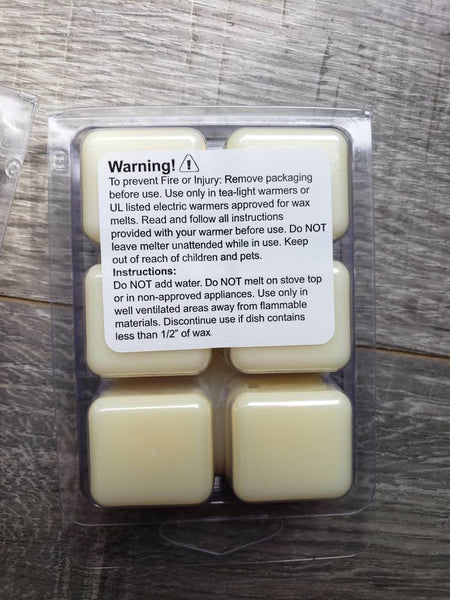 Warning! ⚠
To prevent Fire or Injury: Remove packaging
before use. Use only in tea-light warmers or
UL listed electric warmers approved for wax
melts. Read and follow all instructions
provided with your warmer before use. Do NOT
leave melter unattended while in use. Keep
out of reach of children and pets.
Instructions:
Do NOT add water. Do NOT melt on stove top
or in non-approved appliances. Use only in
well ventilated areas away from flammable
materials. Discontinue use if dish contains
less than 1/2" of wax.